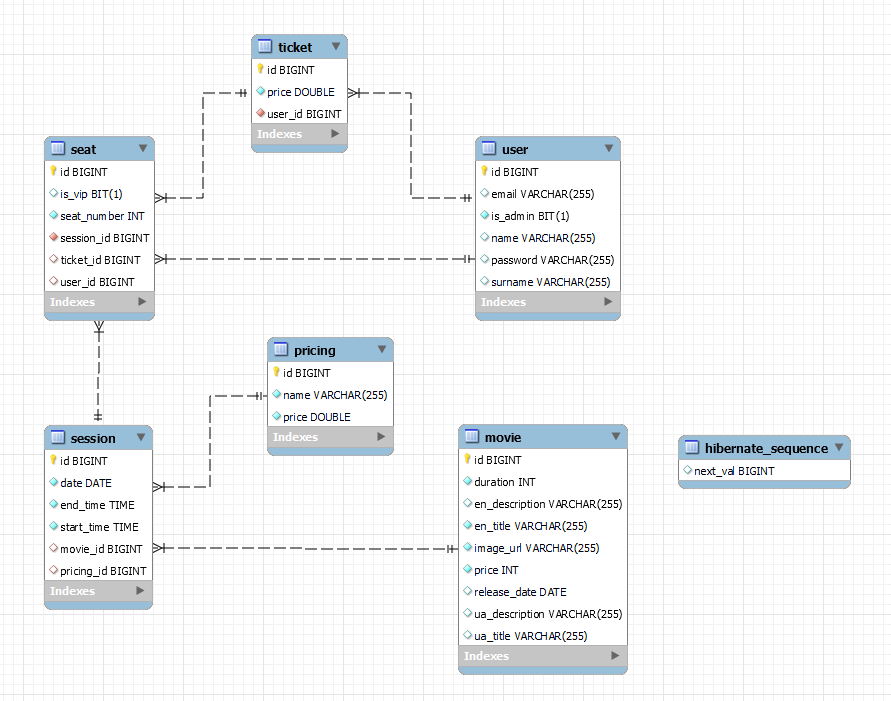 ticket
id BIGINT
price DOUBLE
user_id BIGINT
Indexes
seat
id BIGINT
is_vip BIT(1)
seat_number INT
session_id BIGINT
ticket_id BIGINT
user_id BIGINT
Indexes
user
id BIGINT
email VARCHAR(255)
is_admin BIT(1)
name VARCHAR(255)
password VARCHAR(255)
surname VARCHAR(255)
Indexes
pricing
id BIGINT
name VARCHAR(255)
price DOUBLE
Indexes
session
id BIGINT
date DATE
end_time TIME
start_time TIME
movie_id BIGINT
pricing_id BIGINT
Indexes
movie
id BIGINT
duration INT
en_description VARCHAR(255)
en_title VARCHAR(255)
image_url VARCHAR(255)
price INT
release_date DATE
ua_description VARCHAR(255)
ua_title VARCHAR(255)
Indexes
hibernate_sequence
next_val BIGINT